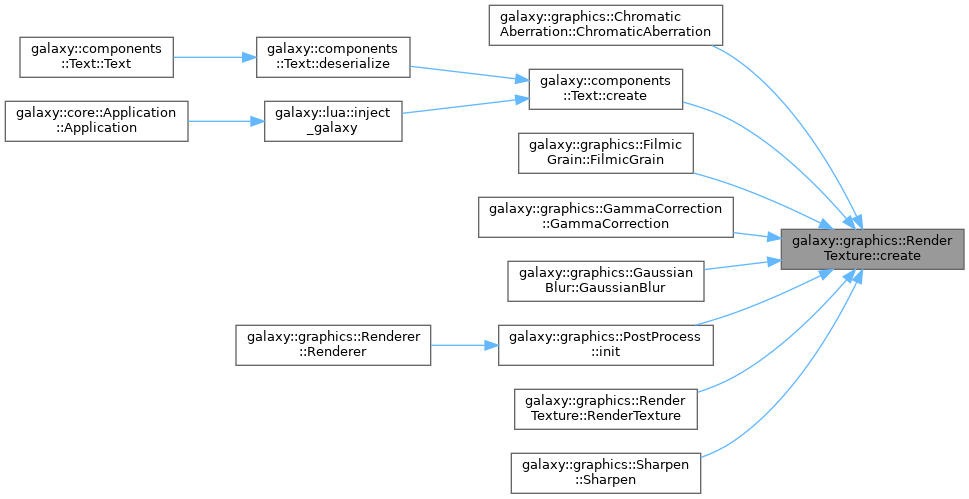 galaxy::graphics::Chromatic
Aberration::ChromaticAberration
galaxy::components
::Text::Text
galaxy::components
::Text::deserialize
galaxy::components
::Text::create
galaxy::core::Application
::Application
galaxy::lua::inject
_galaxy
galaxy::graphics::Filmic
Grain::FilmicGrain
galaxy::graphics::GammaCorrection
::GammaCorrection
galaxy::graphics::Render
Texture::create
galaxy::graphics::Gaussian
Blur::GaussianBlur
galaxy::graphics::Renderer
::Renderer
galaxy::graphics::PostProcess
::init
galaxy::graphics::Render
Texture::RenderTexture
galaxy::graphics::Sharpen
::Sharpen